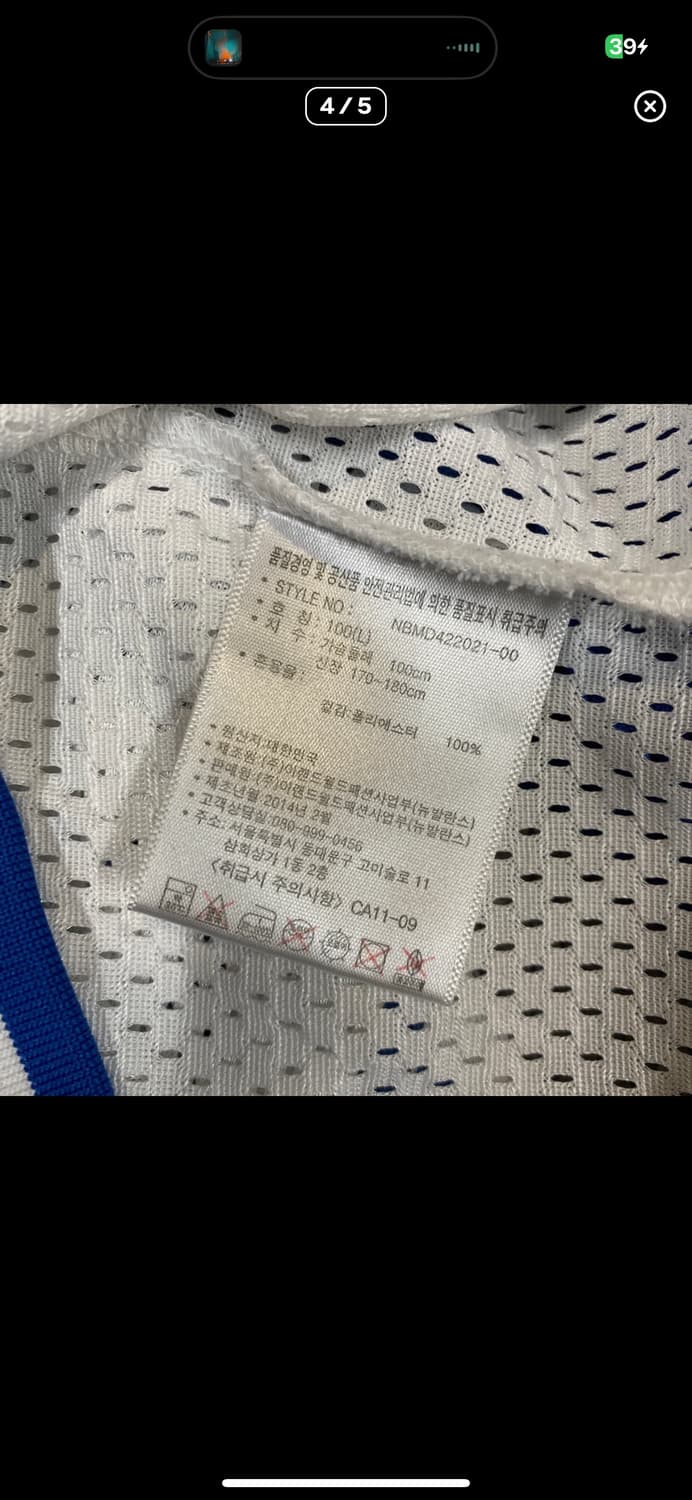 39
4 / 5
품질경영 및 공산품 안전관리법에 의한 품질표시 취급주의
• STYLE NO : NBMD422021-00
• 호 칭 : 100(L)
• 치 수 : 가슴둘레 100cm
신장 170~180cm
• 혼용율 :
겉감:폴리에스터 100%
• 원산지:대한민국
• 제조원:(주)이랜드월드패션사업부(뉴발란스)
• 판매원:(주)이랜드월드패션사업부(뉴발란스)
• 제조년월 2014년 2월
• 고객상담실:080-999-0456
• 주소: 서울특별시 동대문구 고미술로 11
삼희상가 1동 2층
〈취급시 주의사항〉 CA11-09